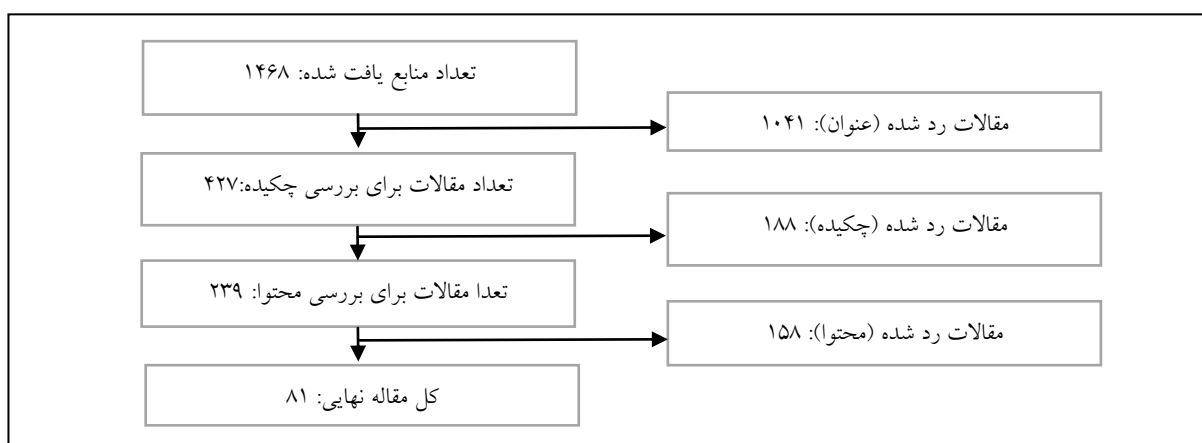 تعداد منابع یافت شده: ۱۴۶۸
مقالات رد شده (عنوان): ۱۰۴۱
تعداد مقالات برای بررسی چکیده:۴۲۷
مقالات رد شده (چکیده): ۱۸۸
تعدا مقالات برای بررسی محتوا: ۲۳۹
مقالات رد شده (محتوا): ۱۵۸
کل مقاله نهایی: ۸۱